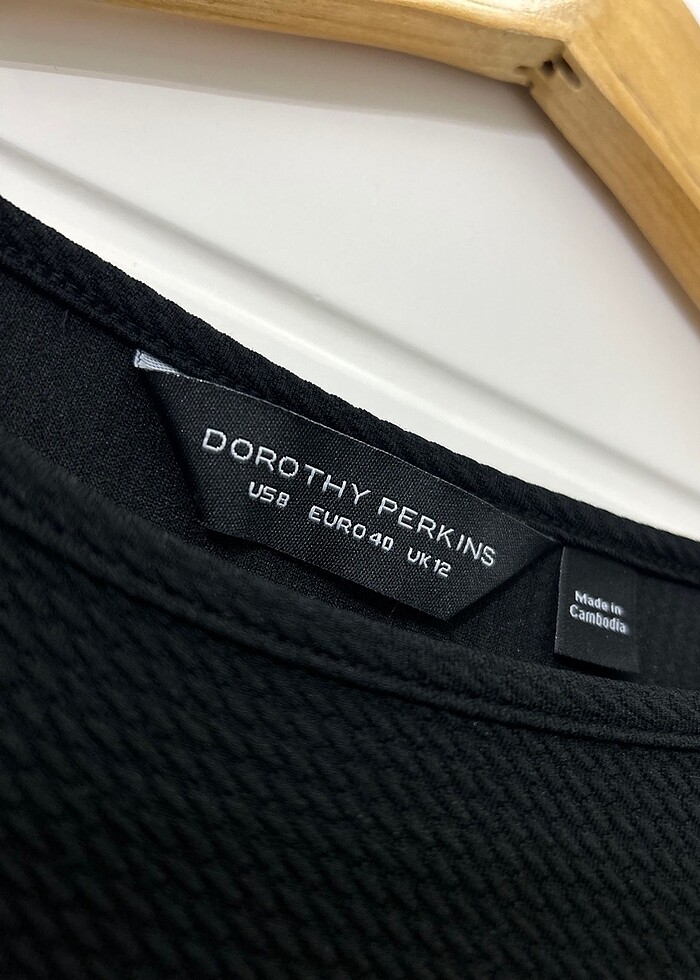 DOROTHY PERKINS
US8 EURO40 UK12
Made in
Cambodia